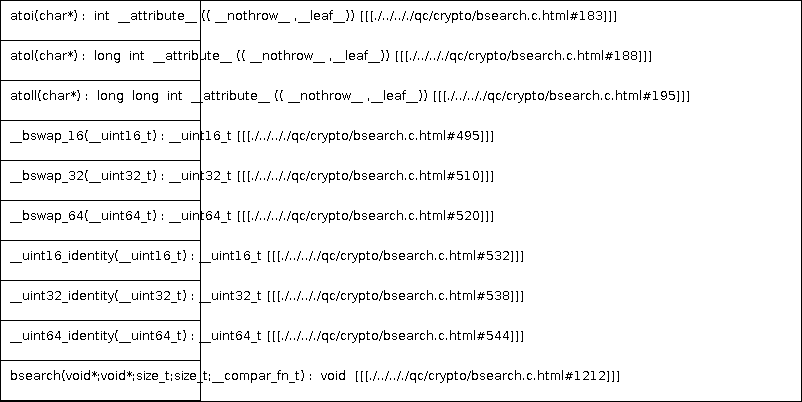 atoi(char*) : int __attribute__ (( __nothrow__ ,__leaf__)) [[[./../.././qc/crypto/bsearch.c.html#183]]]
atol(char*) : long int __attribute__ (( __nothrow__ ,__leaf__)) [[[./../.././qc/crypto/bsearch.c.html#188]]]
atoll(char*) : long long int __attribute__ (( __nothrow__ ,__leaf__)) [[[./../.././qc/crypto/bsearch.c.html#195]]]
__bswap_16(__uint16_t) : __uint16_t [[[./../.././qc/crypto/bsearch.c.html#495]]]
__bswap_32(__uint32_t) : __uint32_t [[[./../.././qc/crypto/bsearch.c.html#510]]]
__bswap_64(__uint64_t) : __uint64_t [[[./../.././qc/crypto/bsearch.c.html#520]]]
__uint16_identity(__uint16_t) : __uint16_t [[[./../.././qc/crypto/bsearch.c.html#532]]]
__uint32_identity(__uint32_t) : __uint32_t [[[./../.././qc/crypto/bsearch.c.html#538]]]
__uint64_identity(__uint64_t) : __uint64_t [[[./../.././qc/crypto/bsearch.c.html#544]]]
bsearch(void*;void*;size_t;size_t;__compar_fn_t) : void [[[./../.././qc/crypto/bsearch.c.html#1212]]]